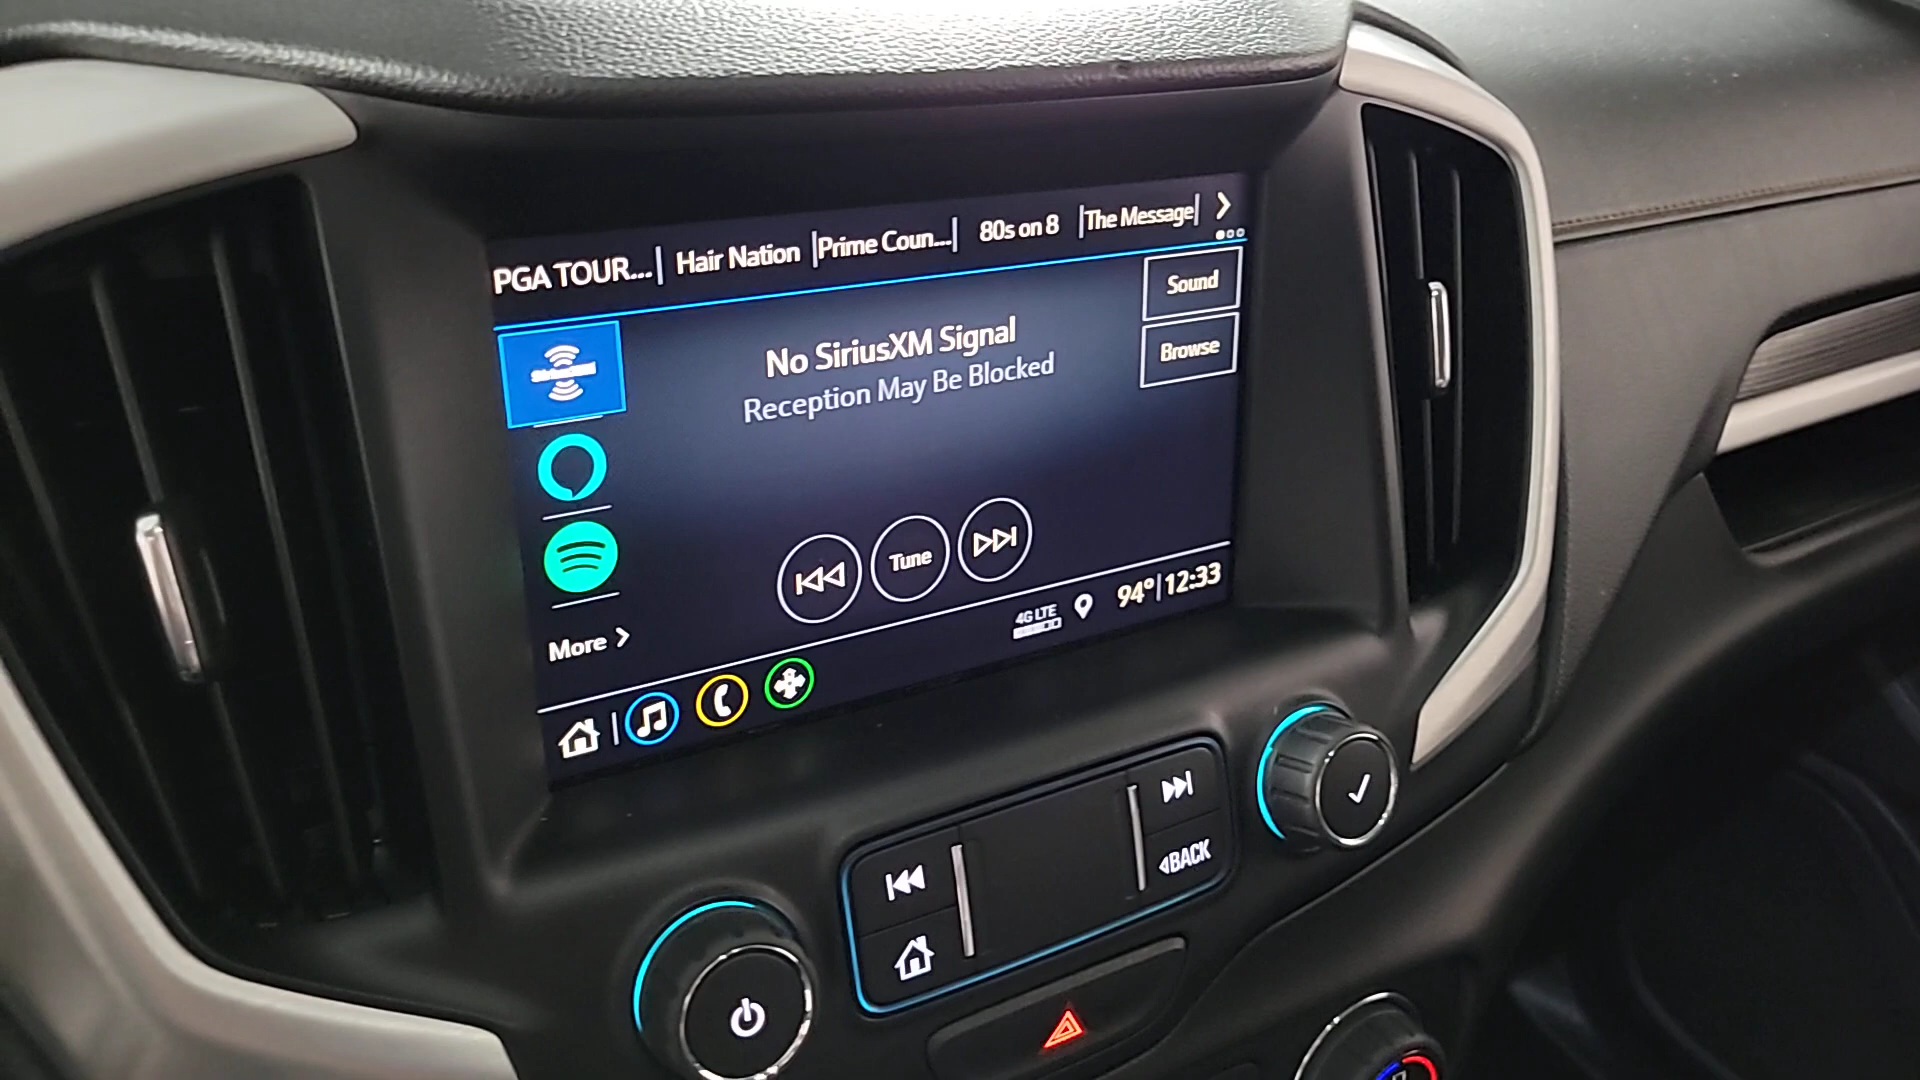 PGA TOUR... Hair Nation Prime Coun... 80s on 8 The Message
Sound
SiriusXM
No SiriusXM Signal
Browse
Reception May Be Blocked
Tune
94° 12:33
4G LTE
More
BACK